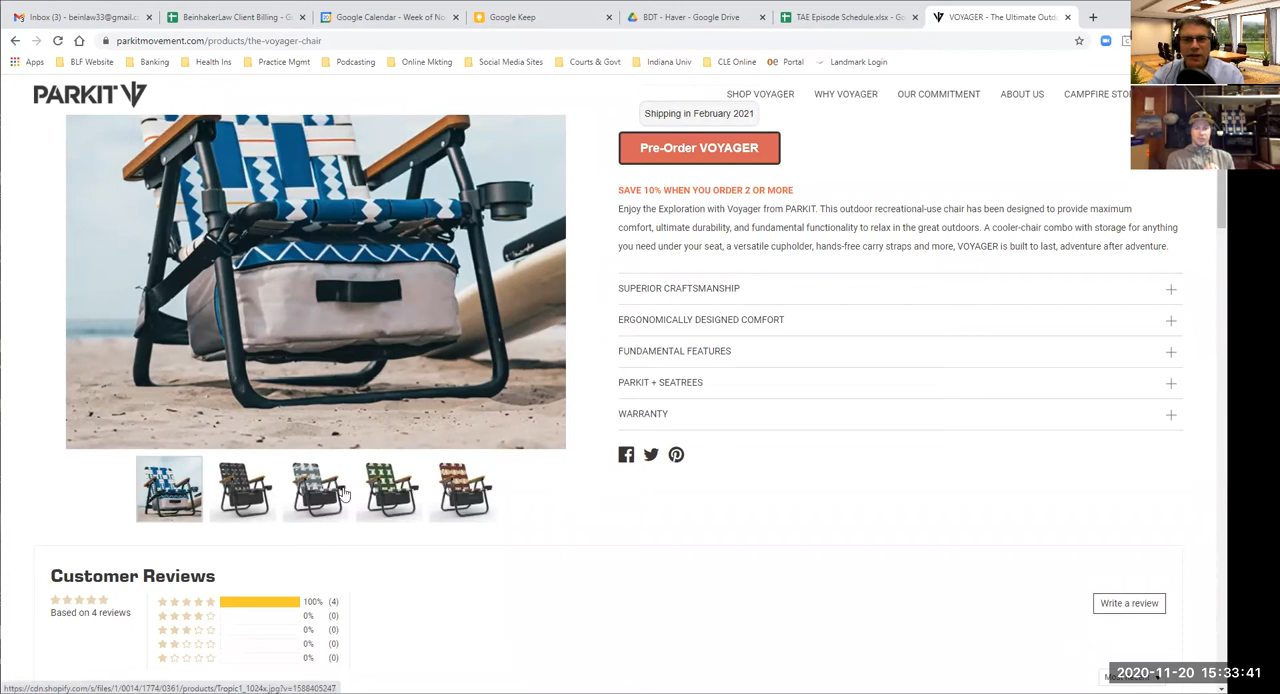 Inbox (3) - beinlaw33@gmail.c
BeinhakerLaw Client Billing - G
Google Calendar - Week of No
Google Keep
BDT - Haver - Google Drive
TAE Episode Schedule.xlsx - Go
VOYAGER - The Ultimate Outd
parkitmovement.com/products/the-voyager-chair
Apps
BLF Website
Banking
Health Ins
Practice Mgmt
Podcasting
Online Mkting
Social Media Sites
Courts & Govt
Indiana Univ
CLE Online
Portal
Landmark Login
PARKIT
SHOP VOYAGER
WHY VOYAGER
OUR COMMITMENT
ABOUT US
CAMPFIRE STO
Shipping in February 2021
Pre-Order VOYAGER
SAVE 10% WHEN YOU ORDER 2 OR MORE
Enjoy the Exploration with Voyager from PARKIT. This outdoor recreational-use chair has been designed to provide maximum
comfort, ultimate durability, and fundamental functionality to relax in the great outdoors. A cooler-chair combo with storage for anything
you need under your seat, a versatile cupholder, hands-free carry straps and more, VOYAGER is built to last, adventure after adventure.
SUPERIOR CRAFTSMANSHIP
ERGONOMICALLY DESIGNED COMFORT
FUNDAMENTAL FEATURES
PARKIT + SEATREES
WARRANTY
Customer Reviews
Based on 4 reviews
100% (4)
0% (0)
0% (0)
0% (0)
0% (0)
Write a review
2020-11-20 15:33:41
https://cdn.shopify.com/s/files/1/0014/1774/0361/products/Tropic1_1024x.jpg?v=1588405247